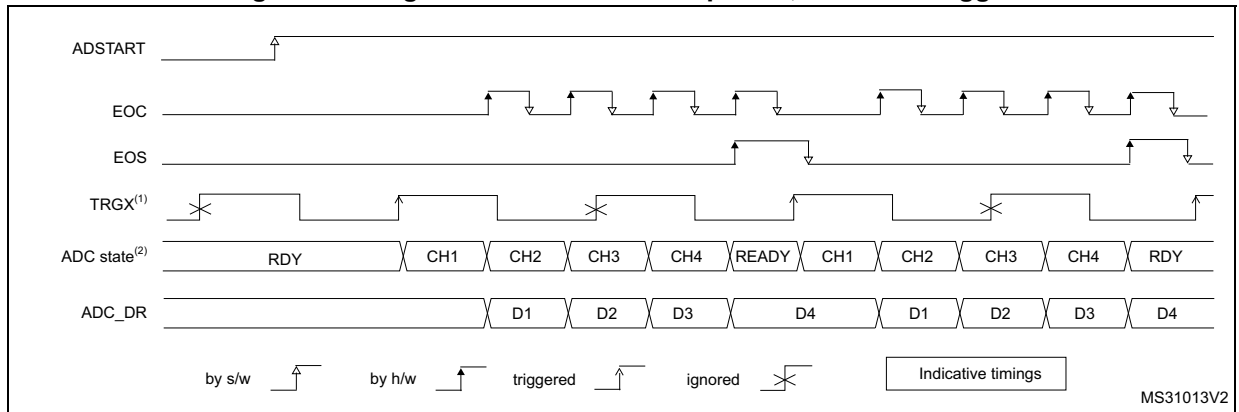 ADSTART
EOC
EOS
TRGX(1)
ADC state(2) RDY CH1 CH2 CH3 CH4 READY CH1 CH2 CH3 CH4 RDY
ADC_DR D1 D2 D3 D4 D1 D2 D3 D4
by s/w by h/w triggered ignored Indicative timings
MS31013V2